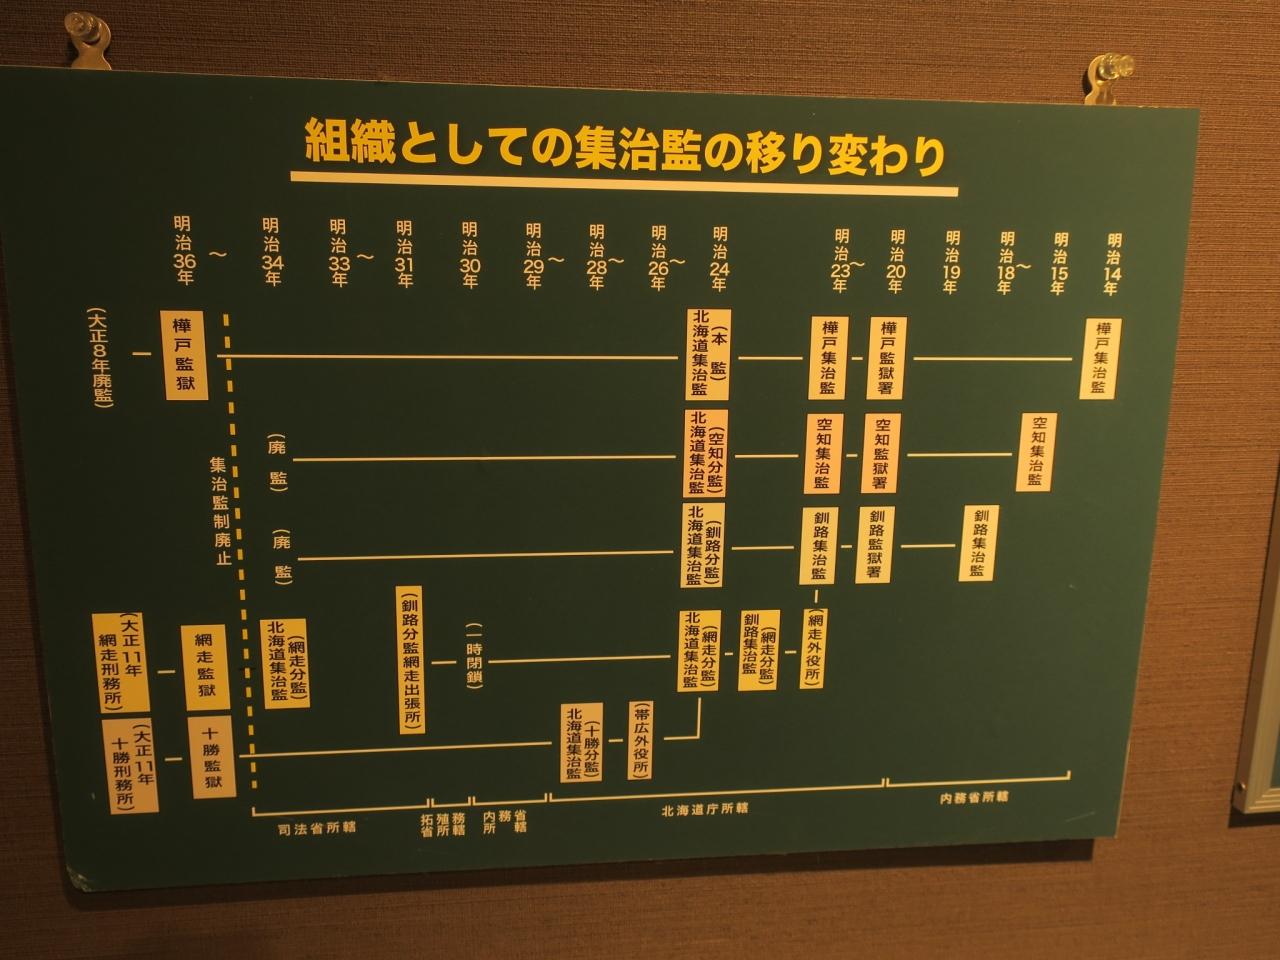 組織としての集治監の移り変わり
明治14年
明治15年
明治18年
〜
明治19年
明治20年
明治23年
〜
明治24年
明治26年
〜
明治28年
〜
明治29年
〜
明治30年
明治31年
明治33年
〜
明治34年
明治36年
〜
樺戸集治監
樺戸監獄署
樺戸集治監
北海道集治監
(本監)
樺戸監獄
(大正8年廃監)
空知集治監
空知監獄署
空知集治監
北海道集治監
(空知分監)
(廃監)
釧路集治監
釧路監獄署
釧路集治監
北海道集治監
(釧路分監)
(廃監)
集治監制廃止
(網走外役所)
釧路集治監
(網走分監)
北海道集治監
(網走分監)
(一時閉鎖)
(釧路分監網走出張所)
北海道集治監
(網走分監)
網走監獄
(大正11年
網走刑務所)
(帯広外役所)
北海道集治監
(十勝分監)
十勝監獄
(大正11年
十勝刑務所)
内務省所轄
北海道庁所轄
内務省所轄
拓殖務省所轄
司法省所轄